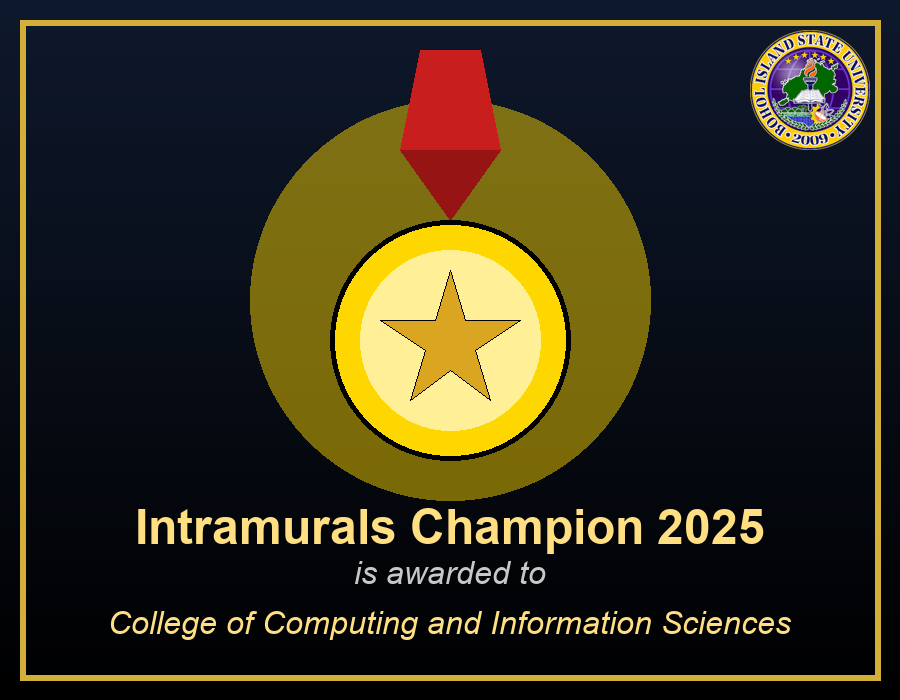 BOHOL ISLAND STATE UNIVERSITY
• 2009 •
Intramurals Champion 2025
is awarded to
College of Computing and Information Sciences